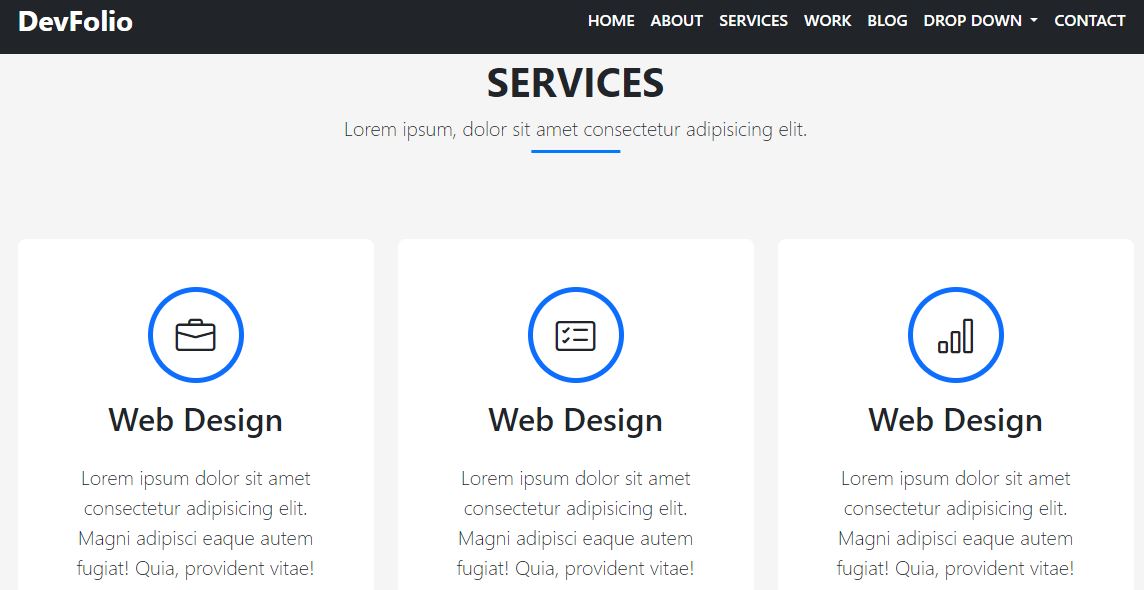 DevFolio HOME ABOUT SERVICES WORK BLOG DROP DOWN CONTACT
SERVICES
Lorem ipsum, dolor sit amet consectetur adipisicing elit.
Web Design
Lorem ipsum dolor sit amet
consectetur adipisicing elit.
Magni adipisci eaque autem
fugiat! Quia, provident vitae!
Web Design
Lorem ipsum dolor sit amet
consectetur adipisicing elit.
Magni adipisci eaque autem
fugiat! Quia, provident vitae!
Web Design
Lorem ipsum dolor sit amet
consectetur adipisicing elit.
Magni adipisci eaque autem
fugiat! Quia, provident vitae!